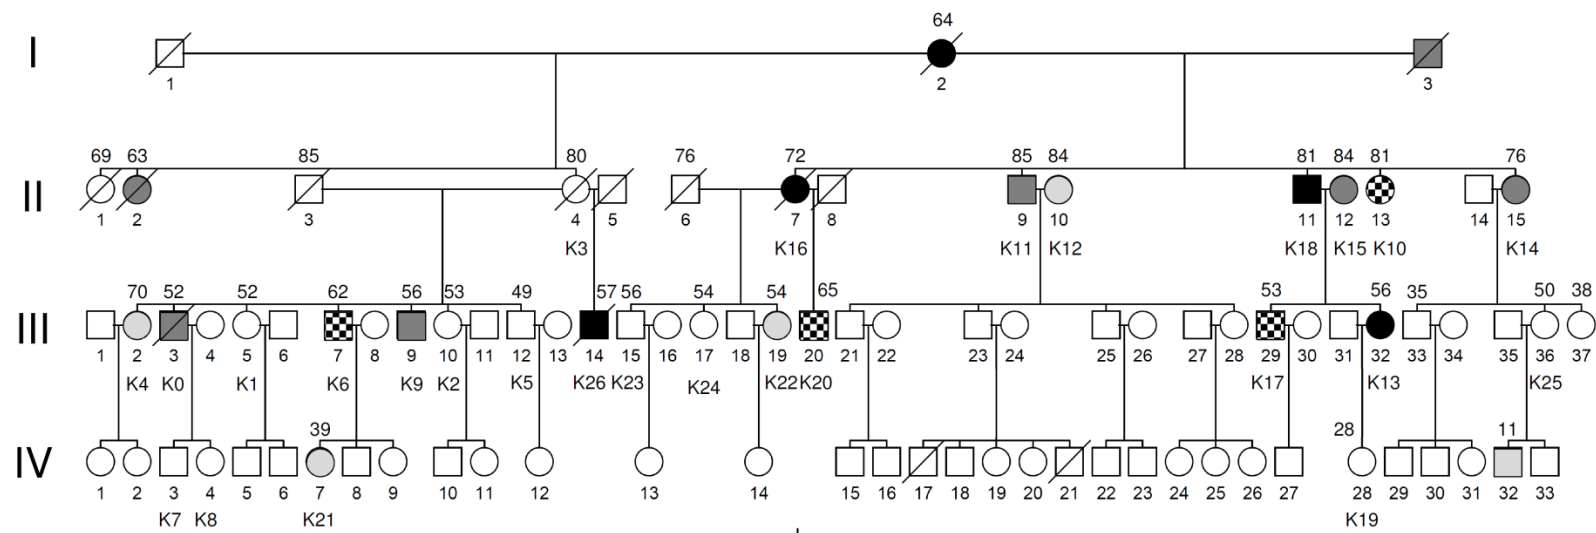 64
I
1 2 3
69 63 85 80 76 72 85 84 81 84 81 76
II
1 2 3 4 5 6 7 8 9 10 11 12 13 14 15
K3 K16 K11 K12 K18 K15 K10 K14
70 52 52 62 56 53 49 57 56 54 54 65 53 56 35 50 38
III
1 2 3 4 5 6 7 8 9 10 11 12 13 14 15 16 17 18 19 20 21 22 23 24 25 26 27 28 29 30 31 32 33 34 35 36 37
K4 K0 K1 K6 K9 K2 K5 K26 K23 K24 K22 K20 K17 K13 K25
39 28 11
IV
1 2 3 4 5 6 7 8 9 10 11 12 13 14 15 16 17 18 19 20 21 22 23 24 25 26 27 28 29 30 31 32 33
K7 K8 K21 K19